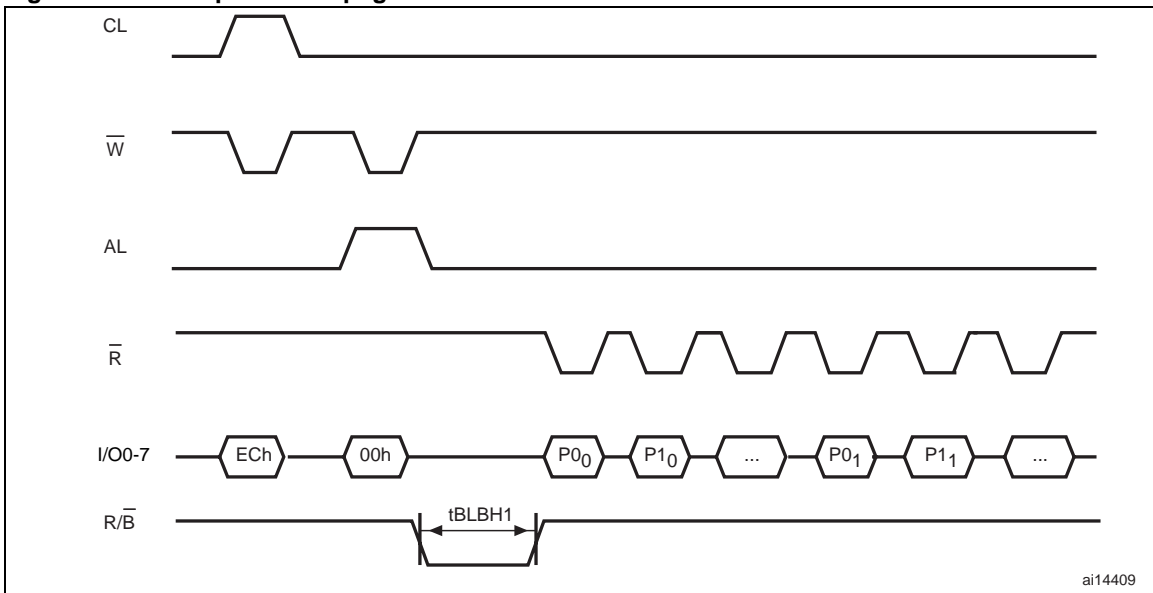 CL
W̅
AL
R̅
I/O0-7 ECh 00h P0₀ P1₀ ... P0₁ P1₁ ...
R/B̅ tBLBH1
ai14409